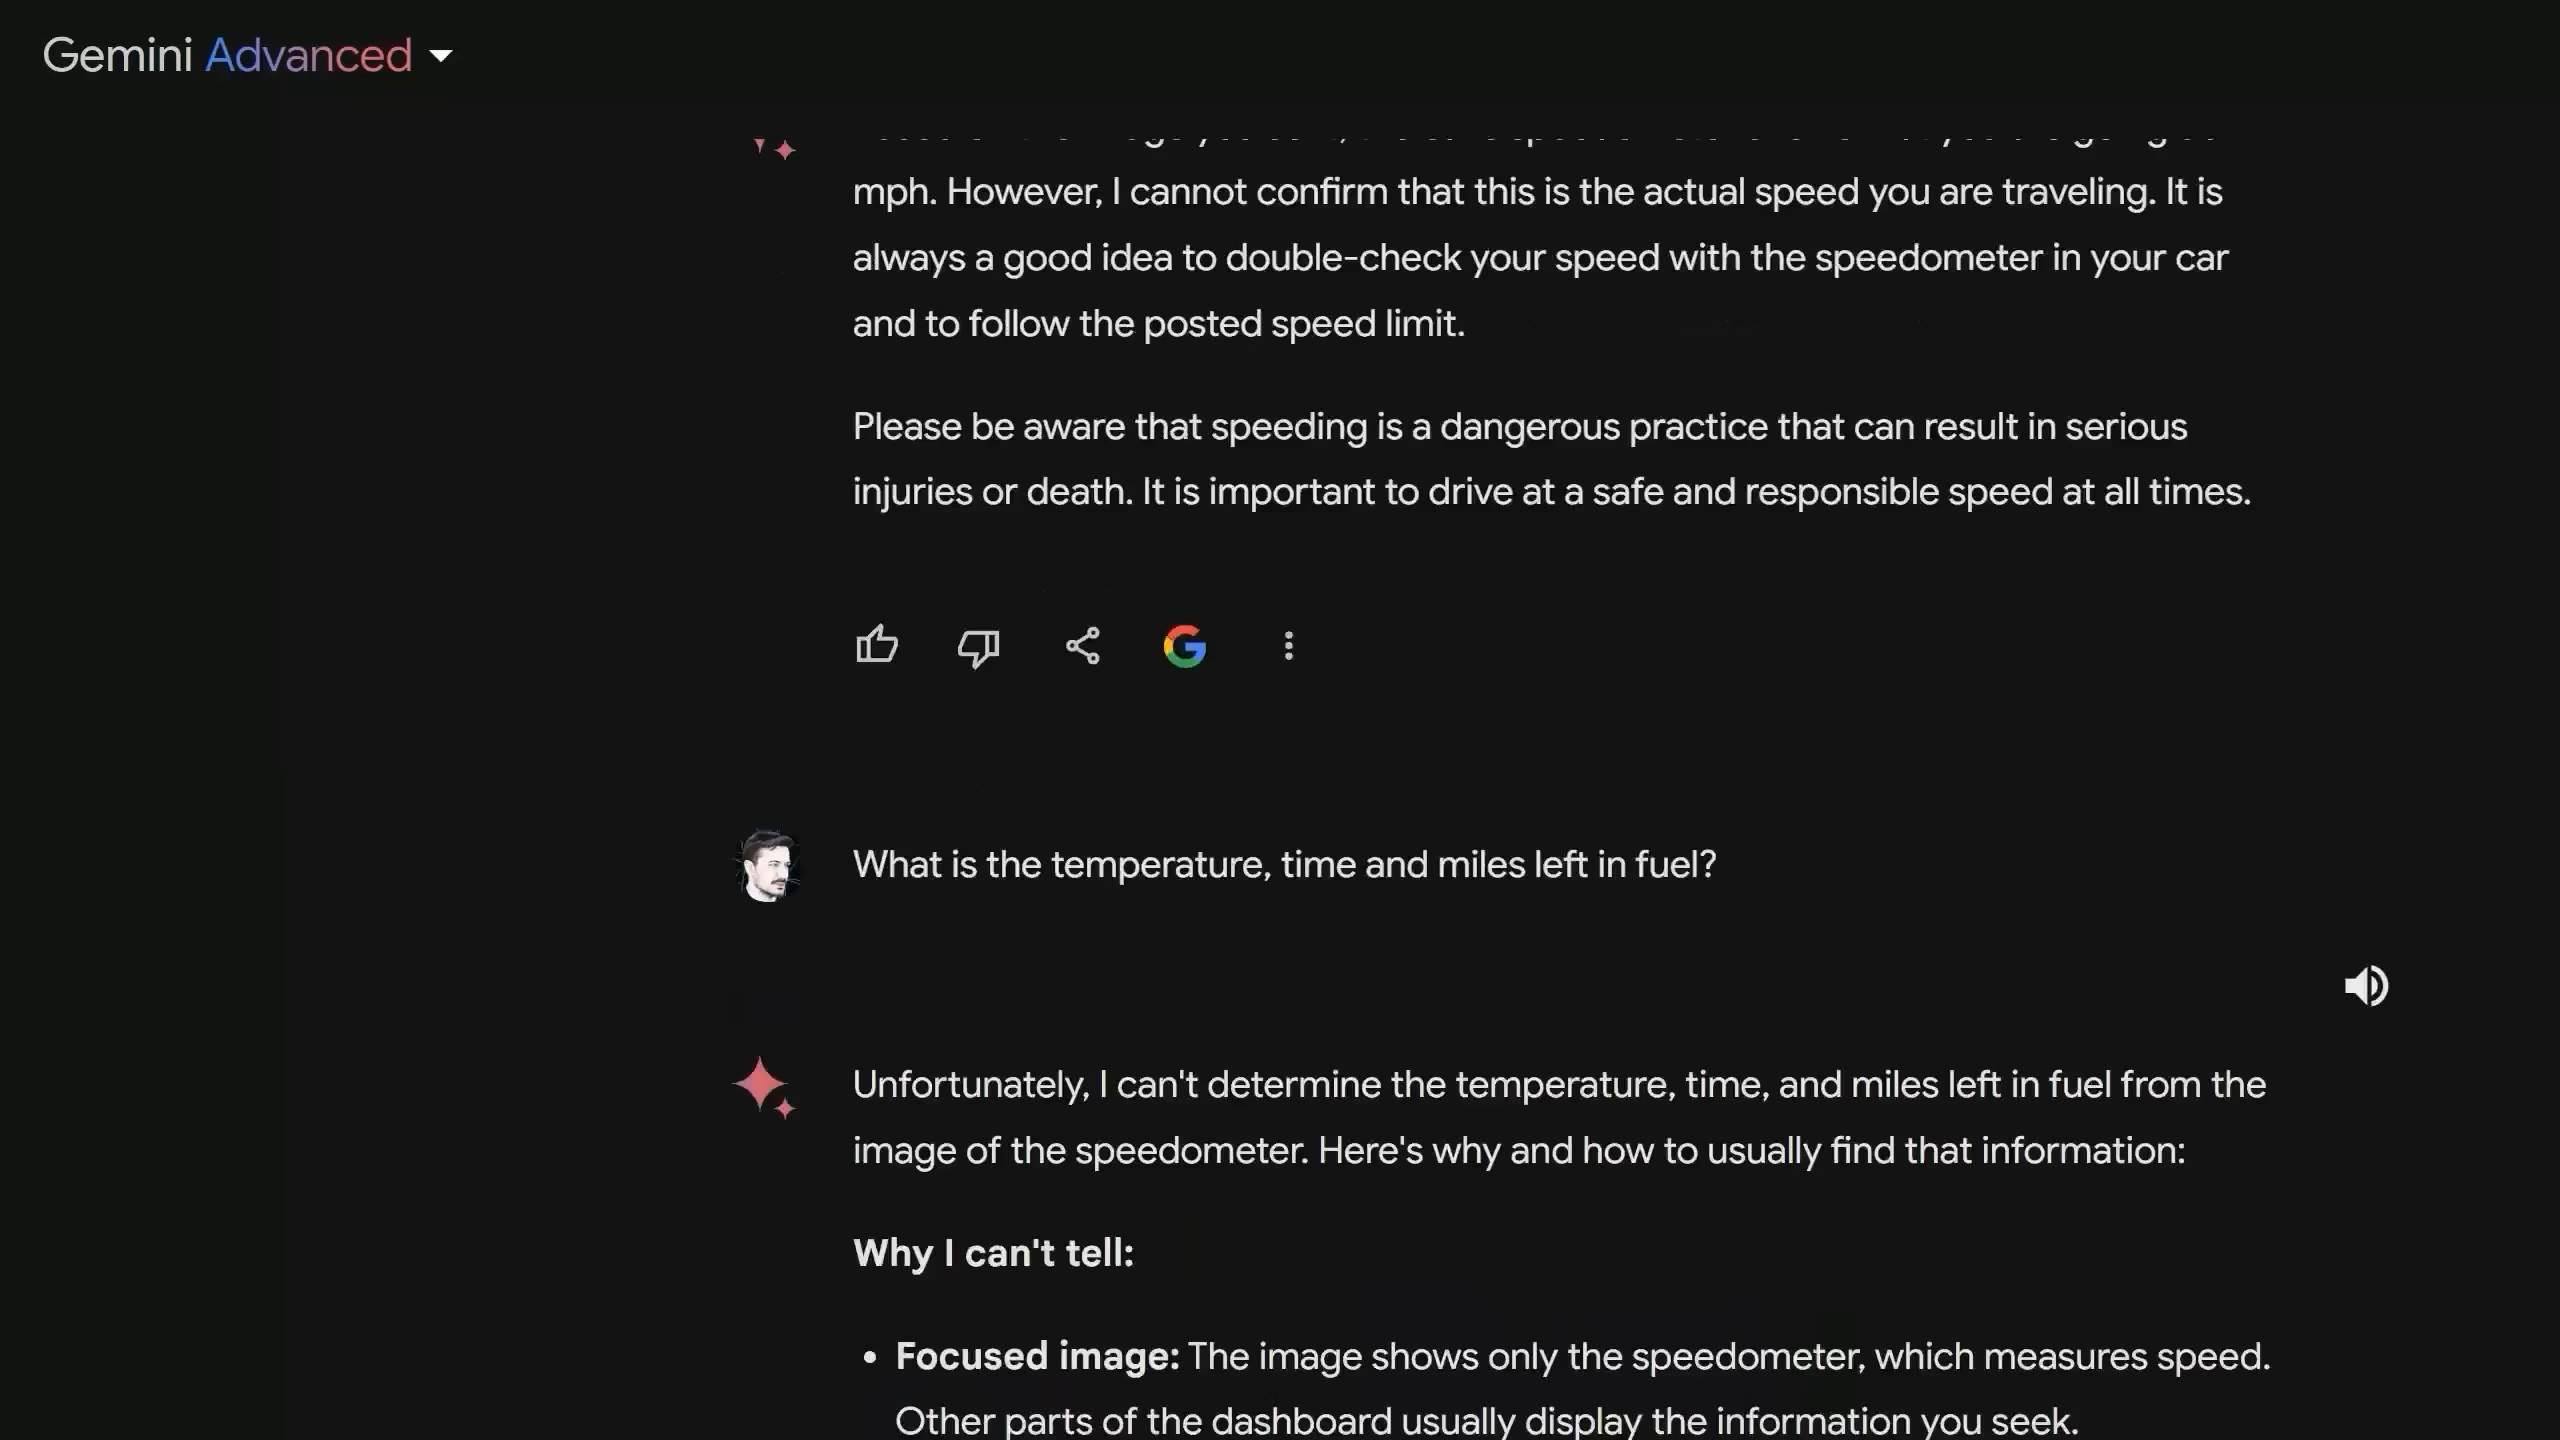 Gemini Advanced
mph. However, I cannot confirm that this is the actual speed you are traveling. It is
always a good idea to double-check your speed with the speedometer in your car
and to follow the posted speed limit.
Please be aware that speeding is a dangerous practice that can result in serious
injuries or death. It is important to drive at a safe and responsible speed at all times.
What is the temperature, time and miles left in fuel?
Unfortunately, I can't determine the temperature, time, and miles left in fuel from the
image of the speedometer. Here's why and how to usually find that information:
Why I can't tell:
• Focused image: The image shows only the speedometer, which measures speed.
Other parts of the dashboard usually display the information you seek.